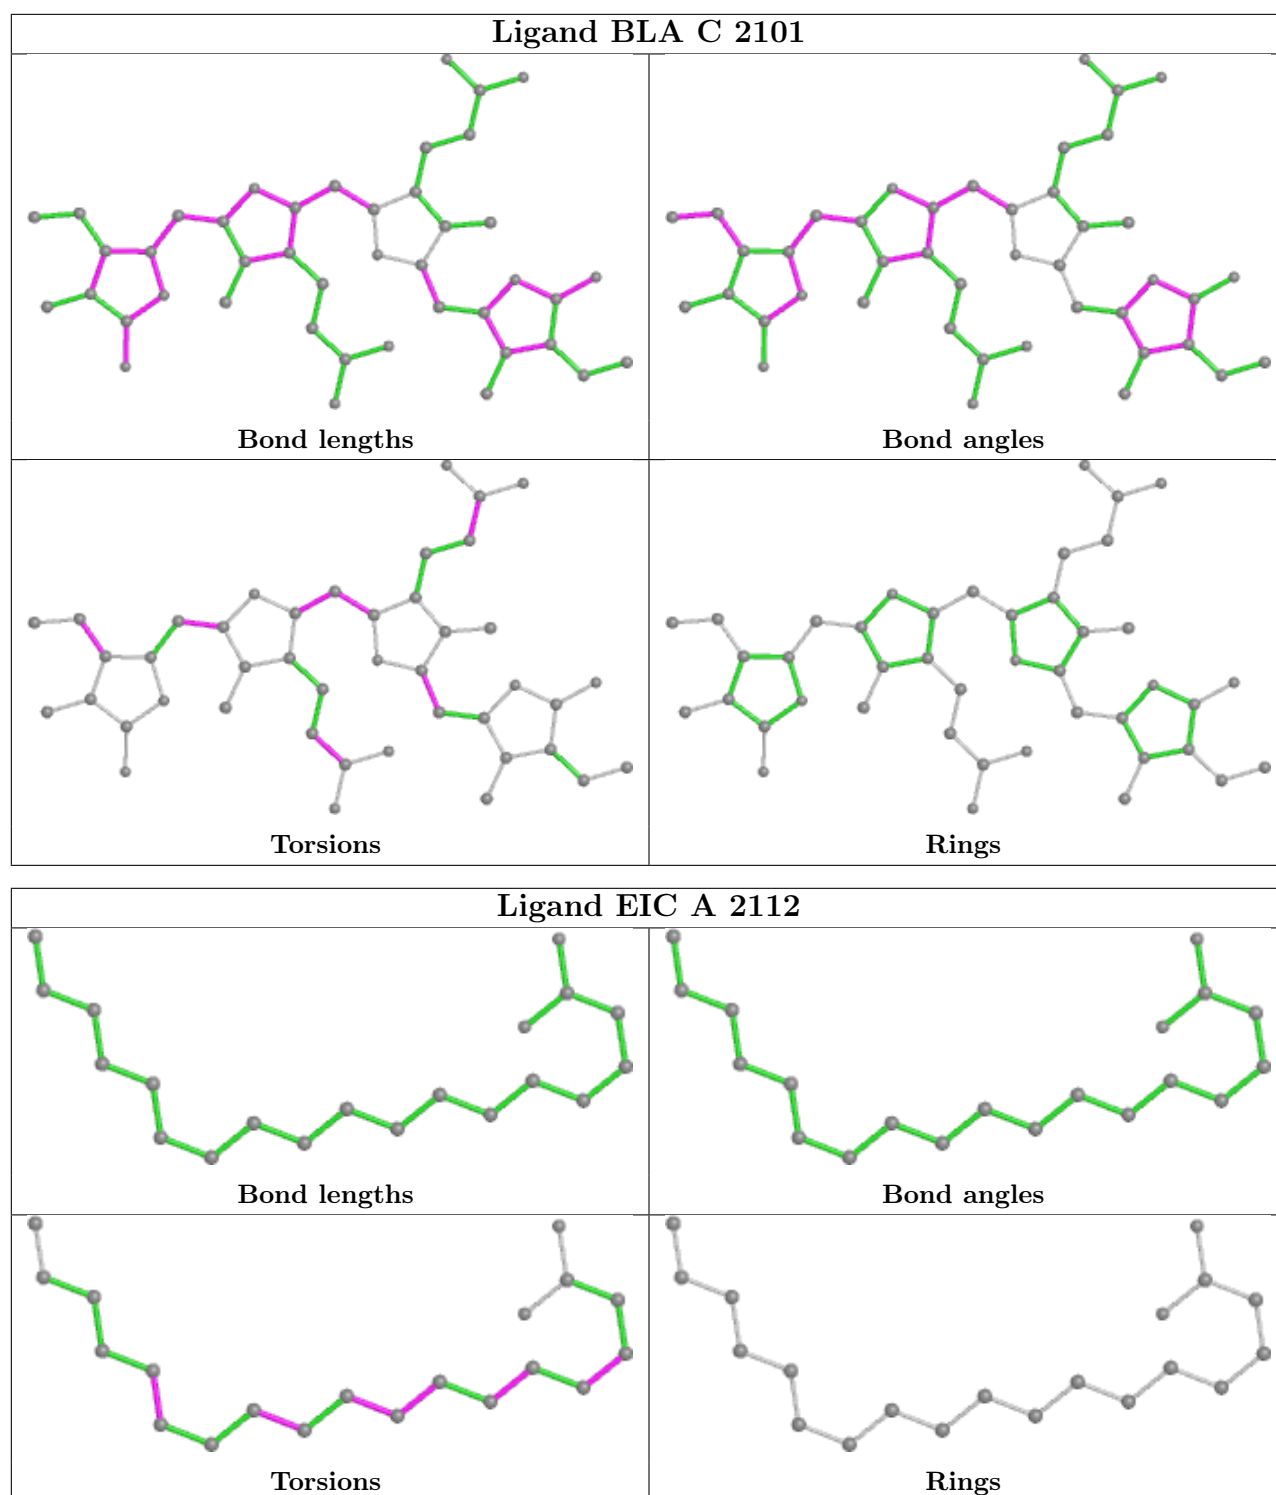 Ligand BLA C 2101
Bond lengths
Bond angles
Torsions
Rings
Ligand EIC A 2112
Bond lengths
Bond angles
Torsions
Rings